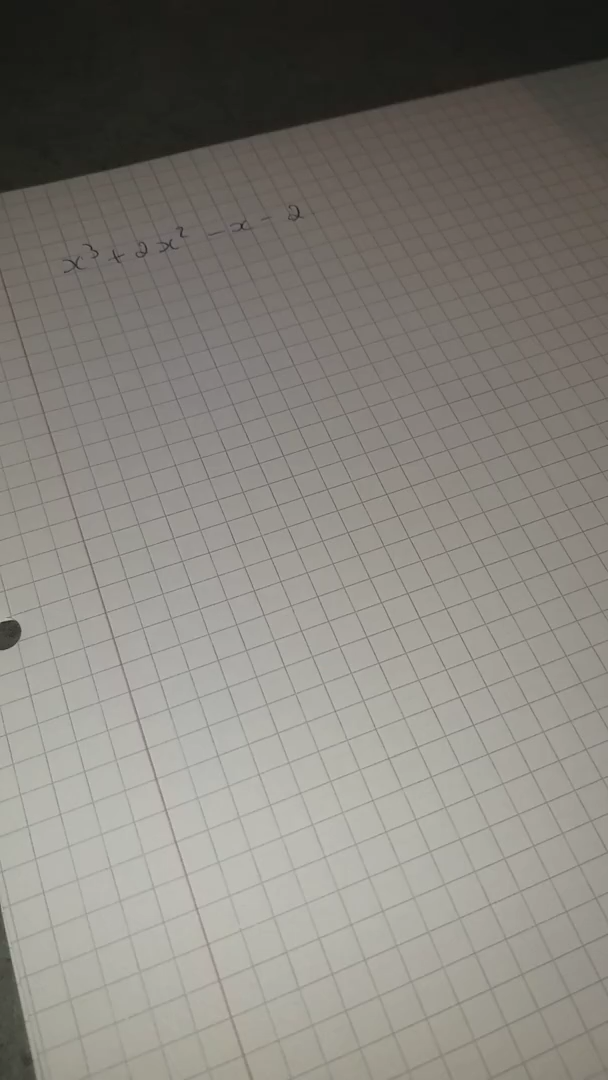 x³ + 2x² - x - 2